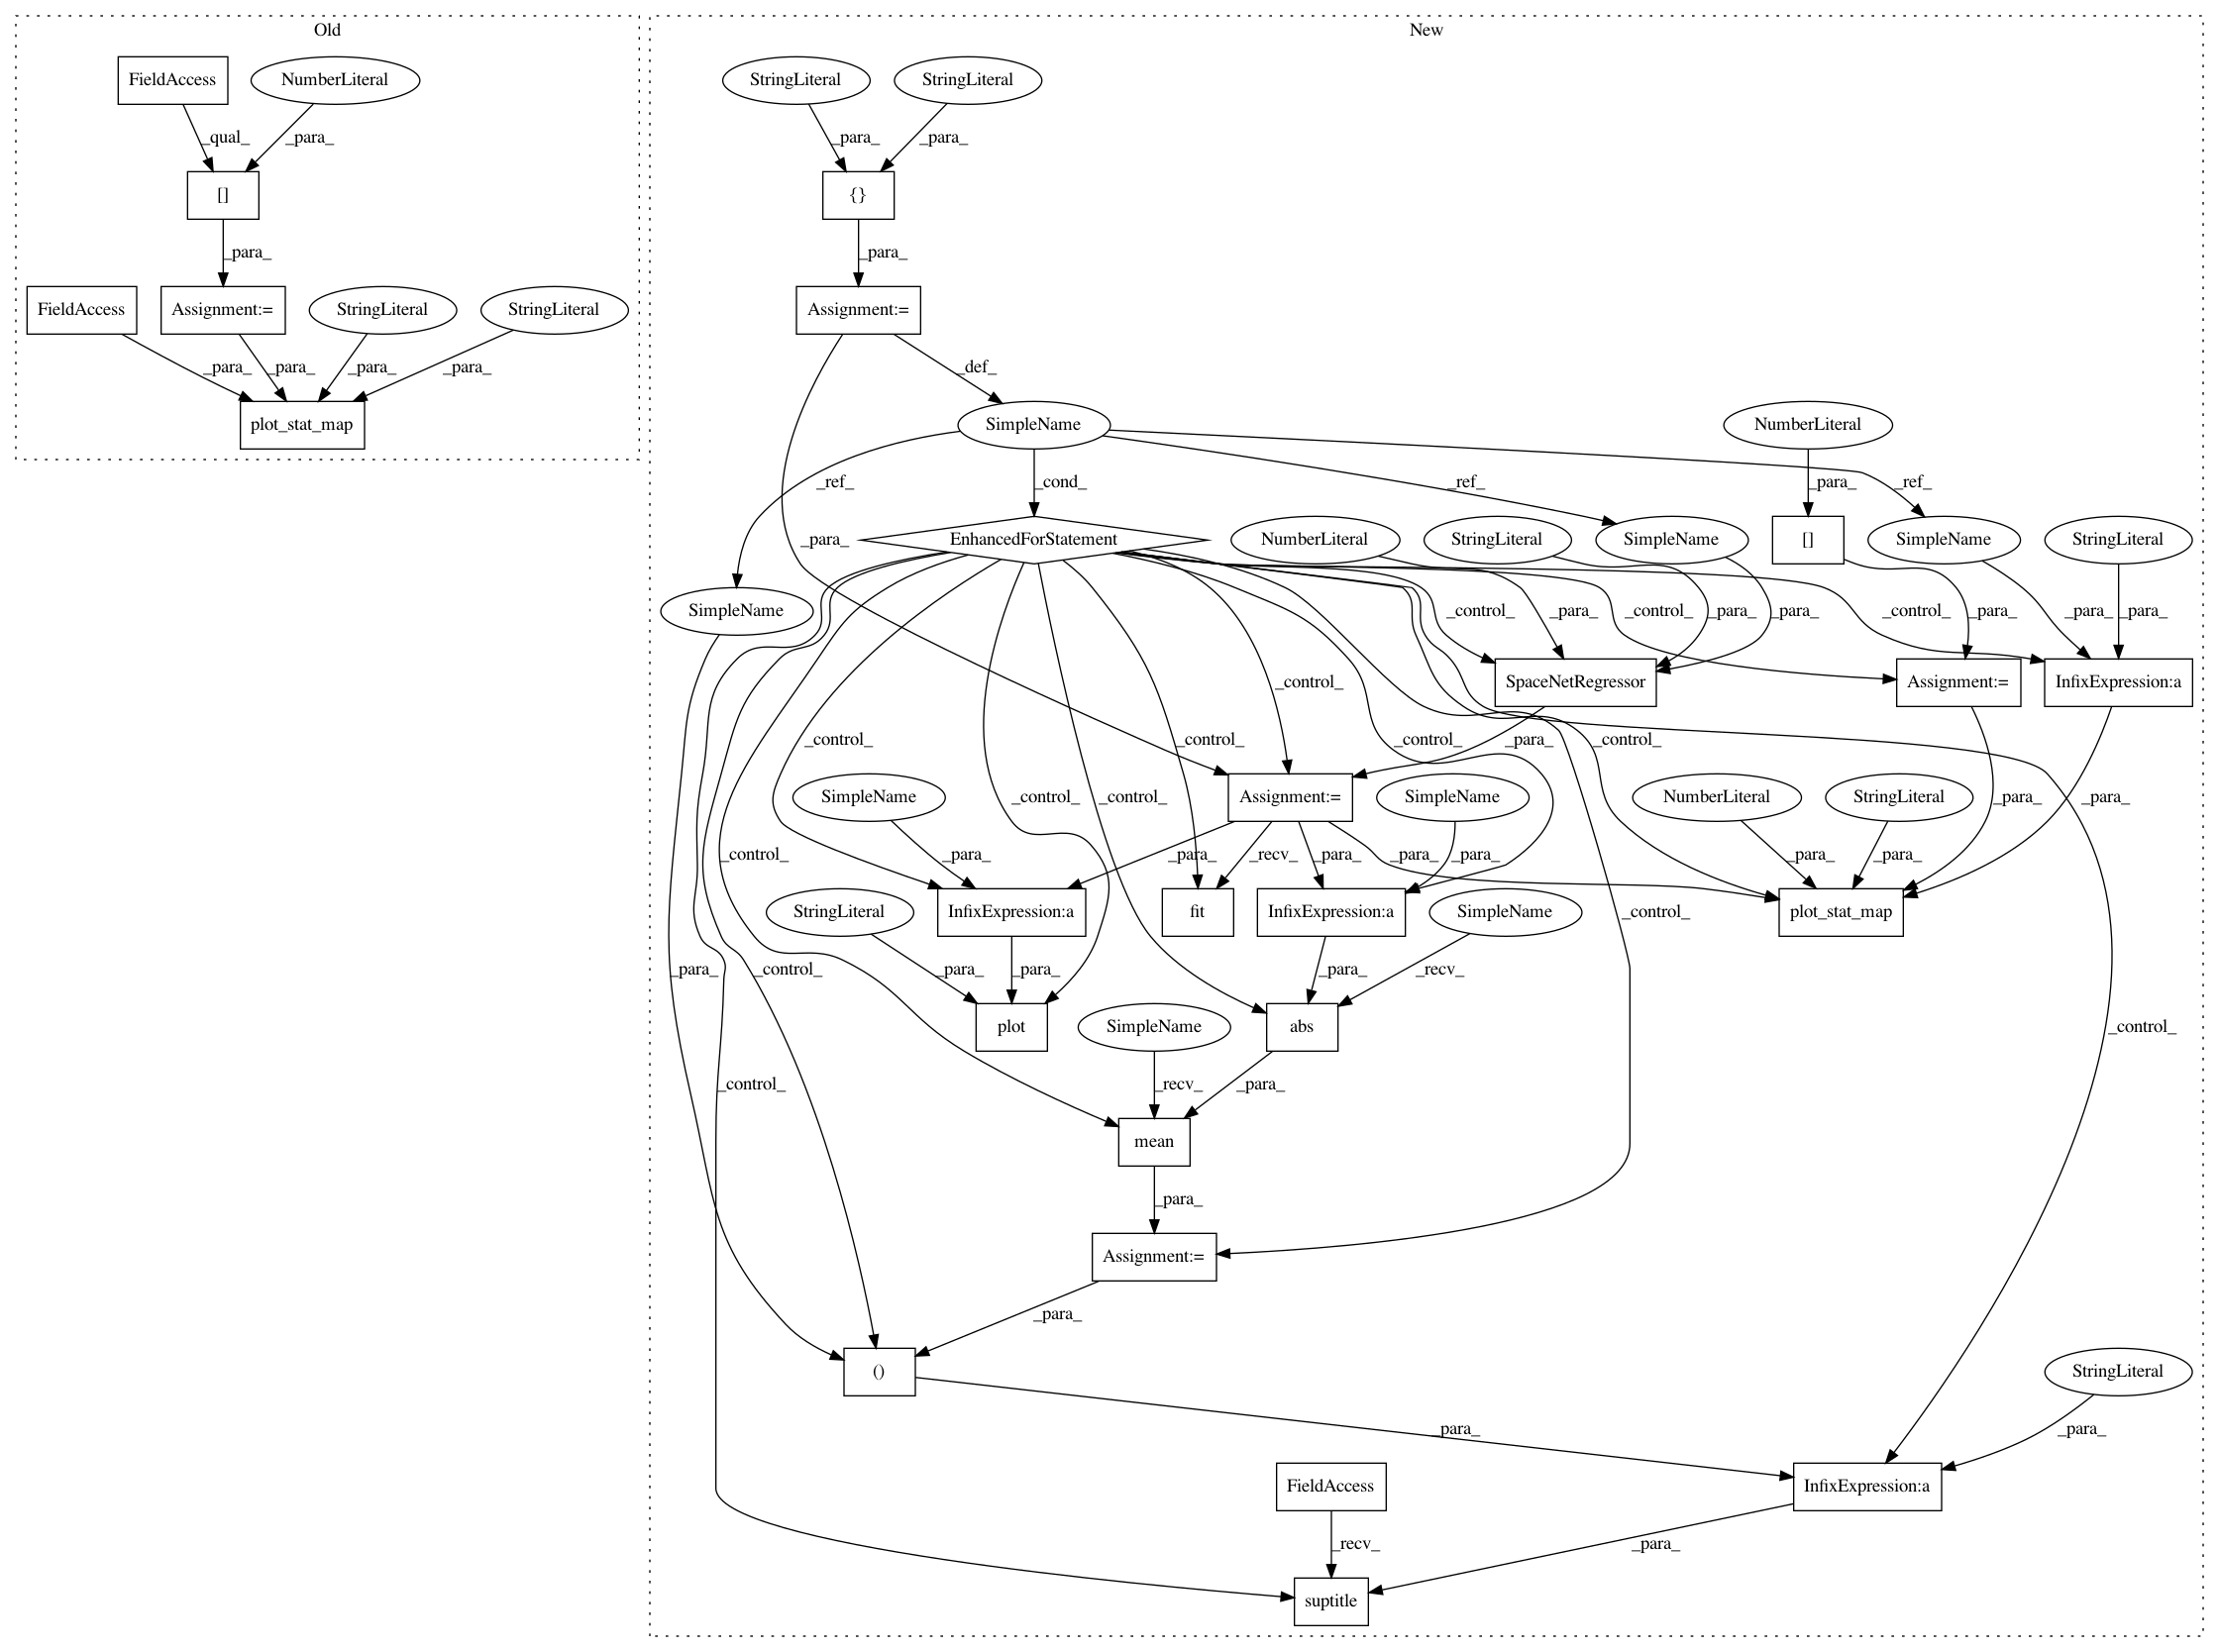 Old
New
FieldAccess
NumberLiteral
StringLiteral
StringLiteral
_qual_
_para_
_para_
_para_
[]
{}
_para_
_para_
FieldAccess
Assignment:=
StringLiteral
StringLiteral
Assignment:=
_para_
_para_
_para_
_para_
_def_
plot_stat_map
SimpleName
NumberLiteral
_ref_
_cond_
_ref_
_para_
_ref_
_para_
EnhancedForStatement
NumberLiteral
StringLiteral
SimpleName
[]
SimpleName
StringLiteral
SimpleName
_control_
_para_
_para_
_para_
_control_
_para_
_control_
_para_
_para_
_control_
SpaceNetRegressor
Assignment:=
InfixExpression:a
_control_
_control_
_control_
_para_
_control_
SimpleName
Assignment:=
SimpleName
NumberLiteral
StringLiteral
_control_
_control_
_para_
_para_
_control_
_para_
_recv_
_para_
_para_
_para_
_para_
_para_
_para_
StringLiteral
InfixExpression:a
fit
InfixExpression:a
SimpleName
plot_stat_map
_control_
_para_
_control_
_para_
_para_
_para_
_recv_
plot
SimpleName
abs
_control_
_control_
_recv_
_para_
mean
_para_
Assignment:=
_para_
()
StringLiteral
_para_
_para_
FieldAccess
InfixExpression:a
_recv_
_para_
suptitle